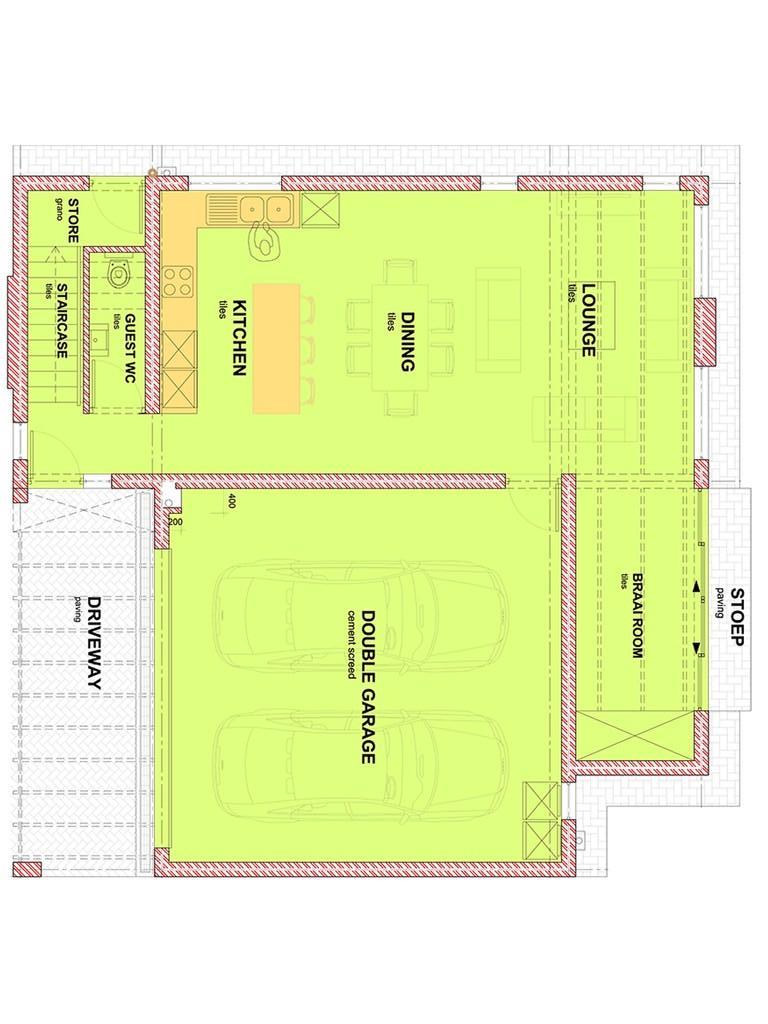 STORE
grano
STAIRCASE
tiles
GUEST WC
tiles
KITCHEN
tiles
DINING
tiles
LOUNGE
tiles
400
200
DRIVEWAY
paving
DOUBLE GARAGE
cement screed
BRAAI ROOM
tiles
STOEP
paving